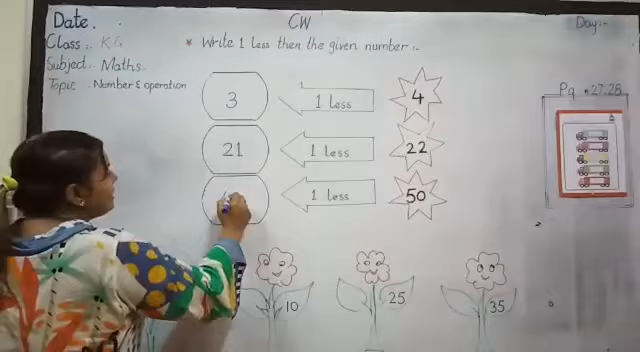 CW
Date.
Day:-
Class:. KG
* Write 1 less then the given number :-
Subject:. Maths.
Topic . Number & operation
Pg # 27.28
3 1 less 4
21 1 less 22
1 less 50
10 25 35